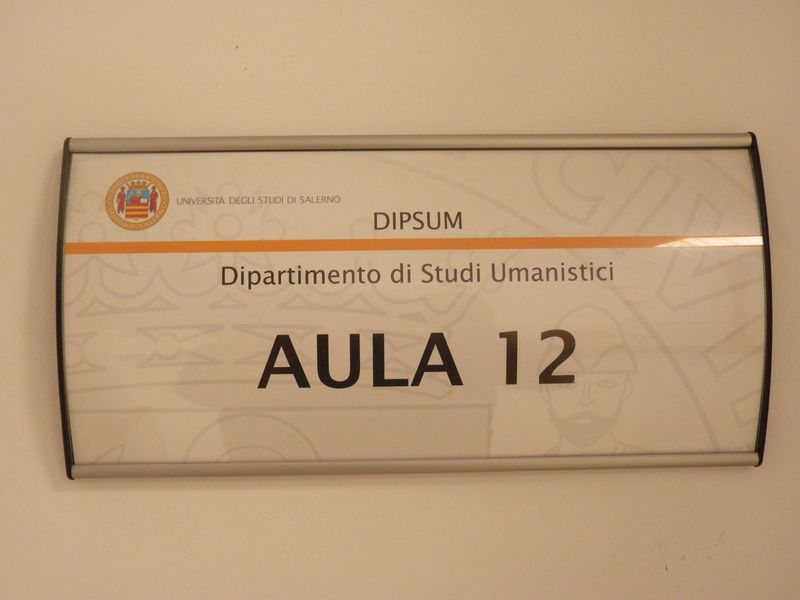 UNIVERSITÀ DEGLI STUDI DI SALERNO
DIPSUM
Dipartimento di Studi Umanistici
AULA 12